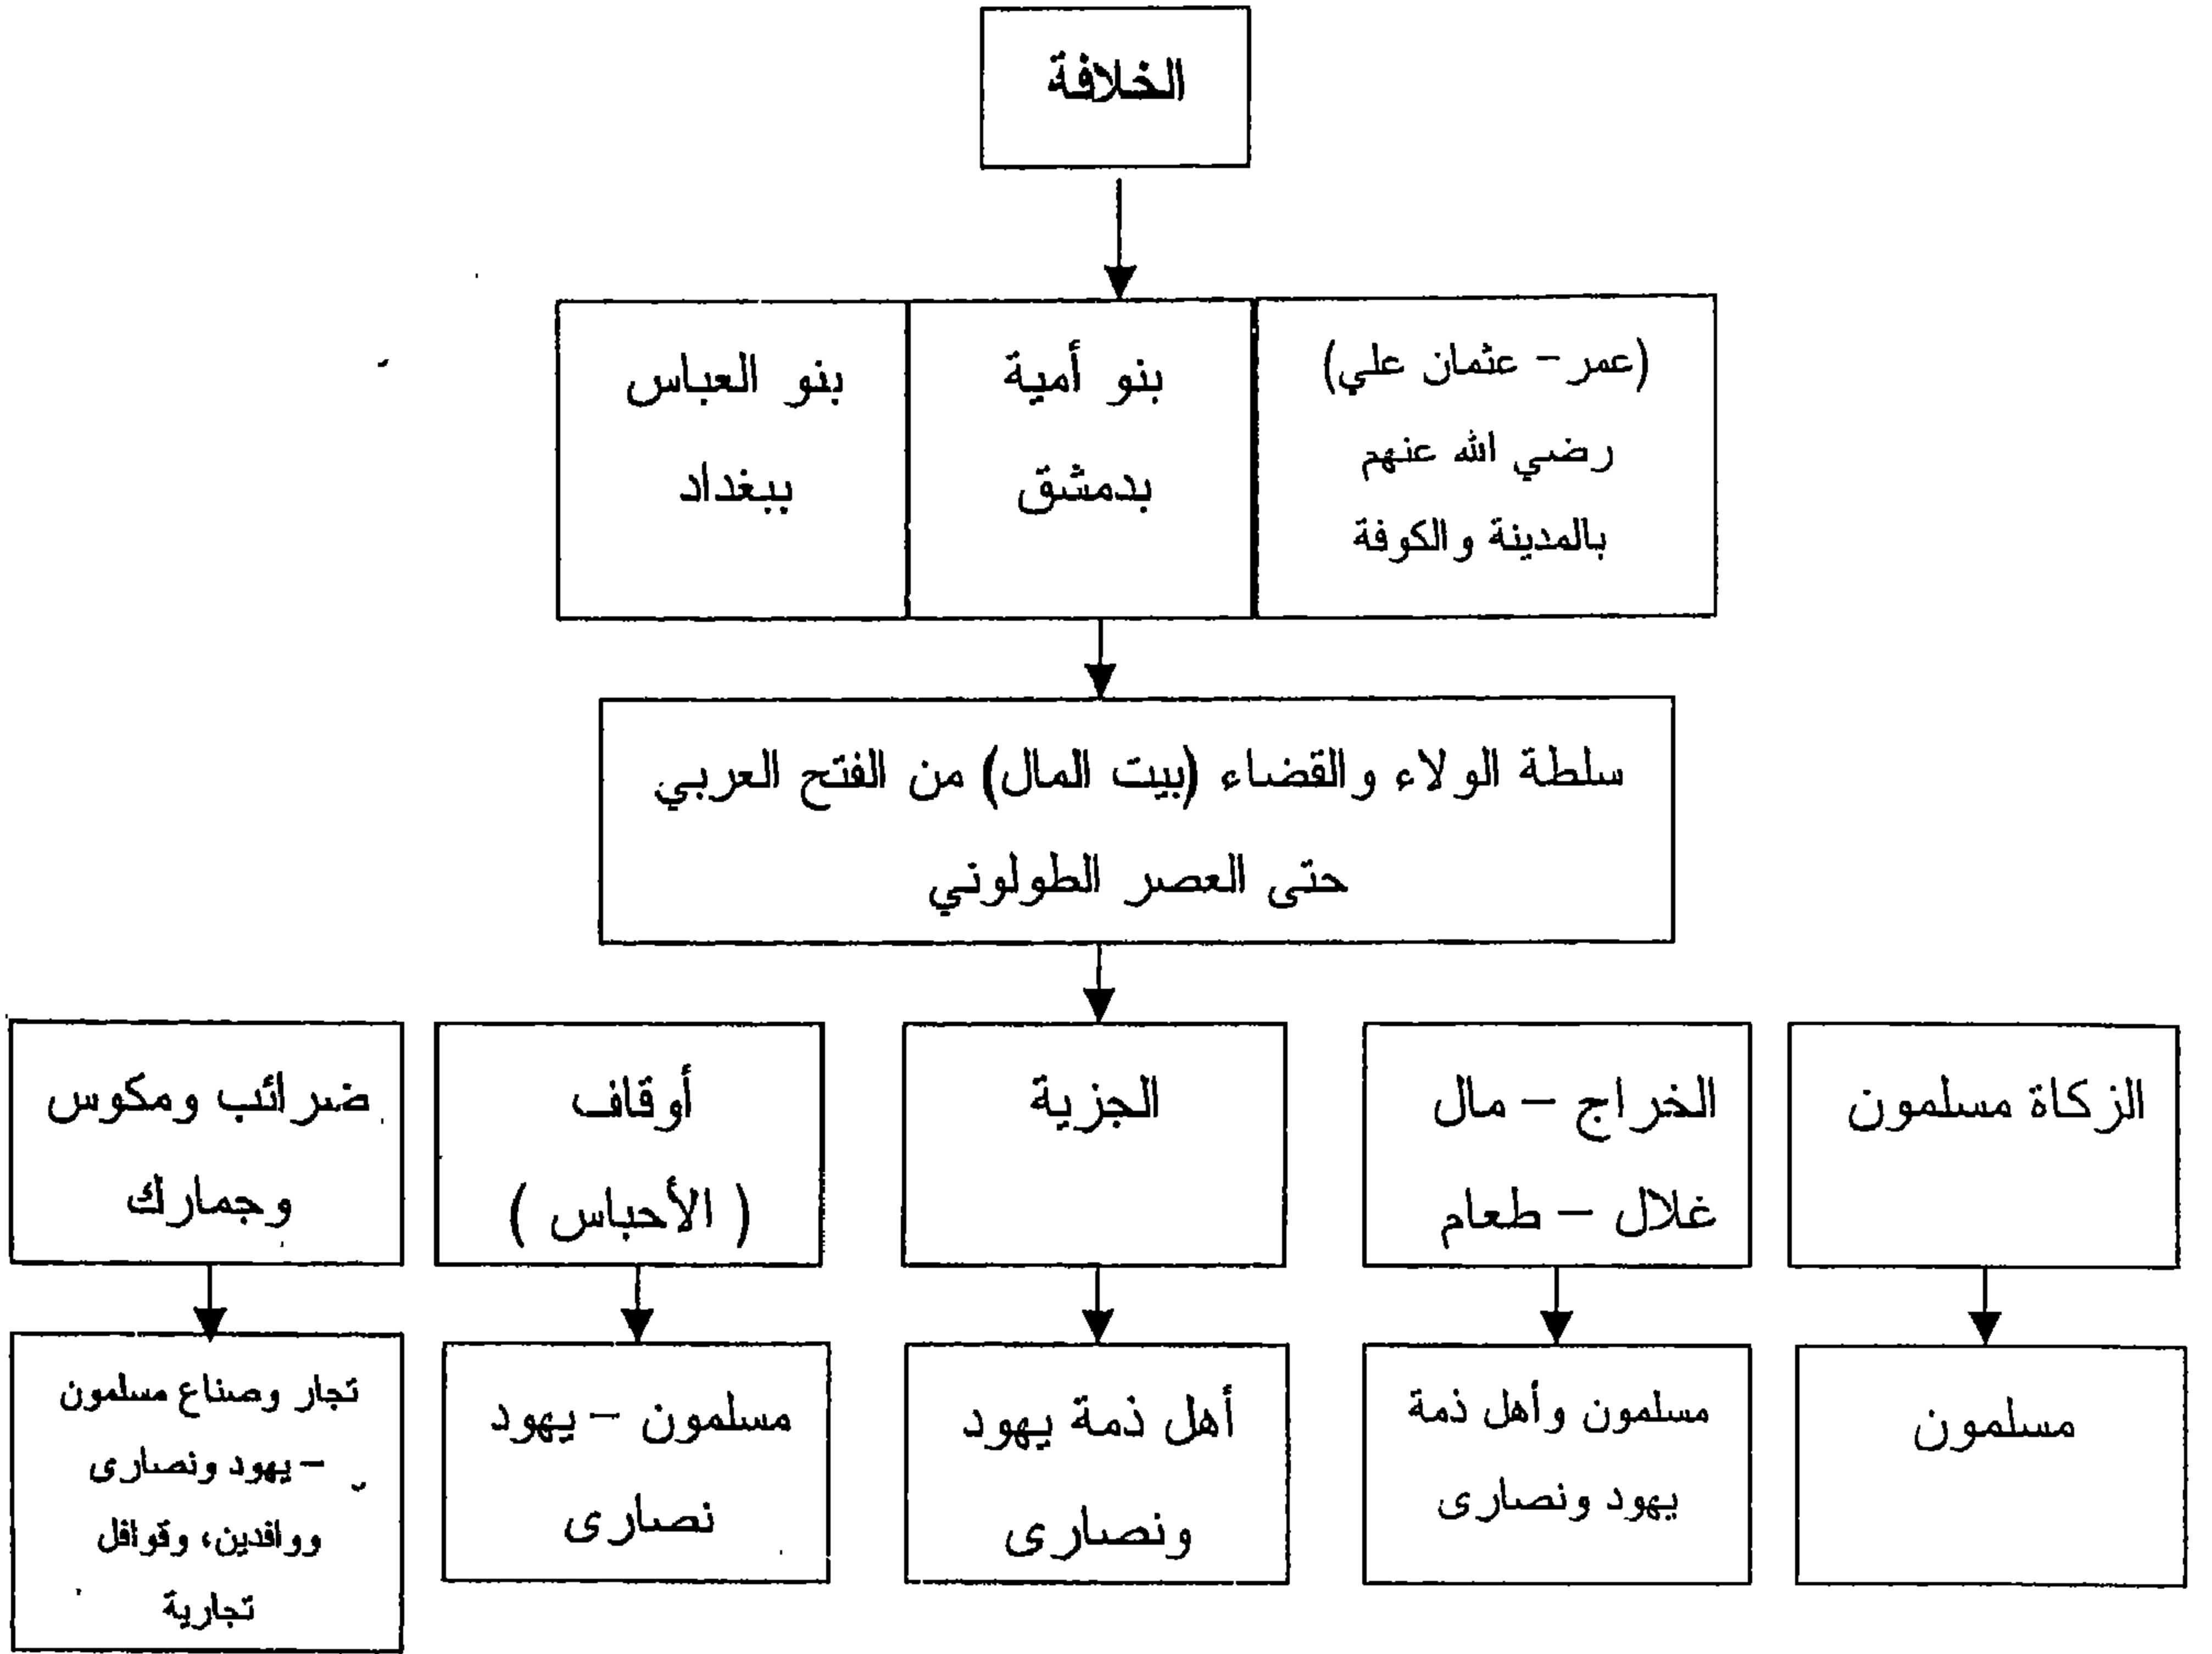 الخلافة
(عمر – عثمان علي)
رضي الله عنهم
بالمدينة والكوفة
بنو أمية
بدمشق
بنو العباس
ببغداد
سلطة الولاء والقضاء (بيت المال) من الفتح العربي
حتى العصر الطولوني
الزكاة مسلمون
الخراج – مال
غلال – طعام
الجزية
أوقاف
( الأحباس )
ضرائب ومكوس
وجمارك
مسلمون
مسلمون وأهل ذمة
يهود ونصارى
أهل ذمة يهود
ونصارى
مسلمون – يهود
نصارى
تجار وصناع مسلمون
– يهود ونصارى
ووافدين، وقوافل
تجارية